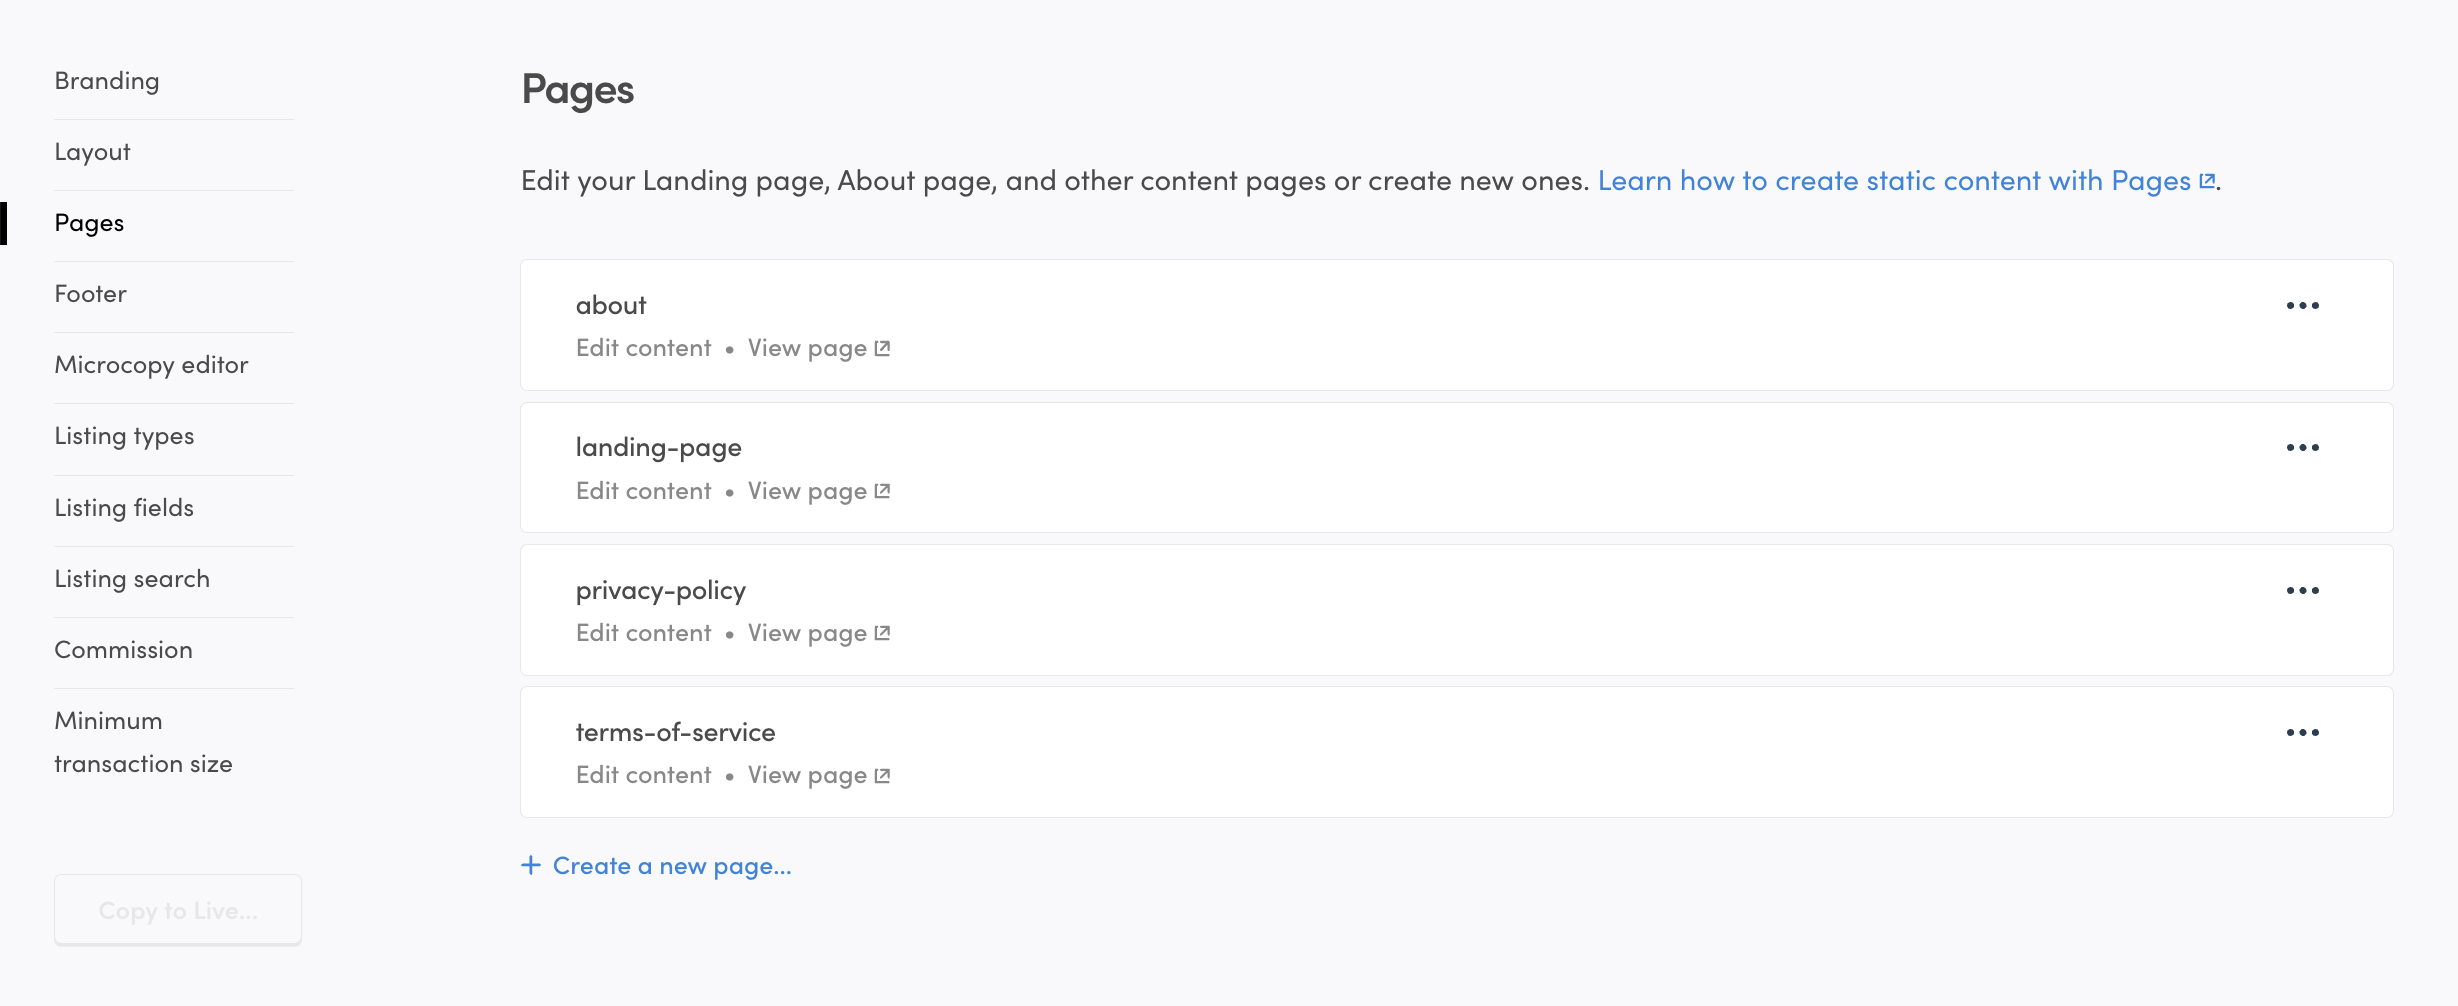 Branding
Layout
Pages
Footer
Microcopy editor
Listing types
Listing fields
Listing search
Commission
Minimum
transaction size
Copy to Live...
Pages
Edit your Landing page, About page, and other content pages or create new ones. Learn how to create static content with Pages.
about
Edit content • View page
landing-page
Edit content • View page
privacy-policy
Edit content • View page
terms-of-service
Edit content • View page
+ Create a new page...